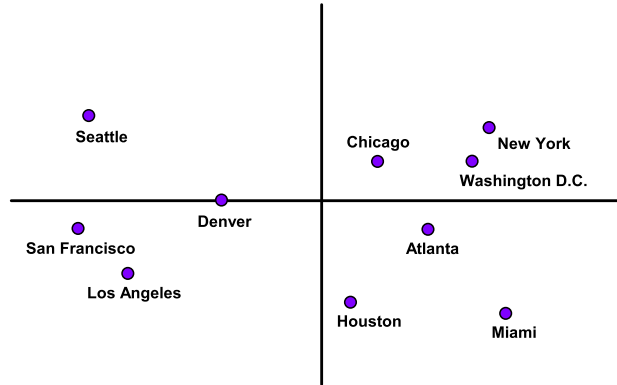 Seattle
Chicago
New York
Washington D.C.
Denver
San Francisco
Atlanta
Los Angeles
Houston
Miami